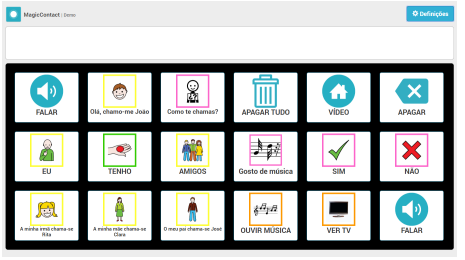 MagicContact | Demo
Definições
FALAR
Olá, chamo-me Joao
Como te chamas?
APAGAR TUDO
VÍDEO
APAGAR
EU
TENHO
AMIGOS
Gosto de música
SIM
NÃO
A minha irmã chama-se
Rita
A minha mãe chama-se
Clara
O meu pai chama-se José
OUVIR MÚSICA
VER TV
FALAR